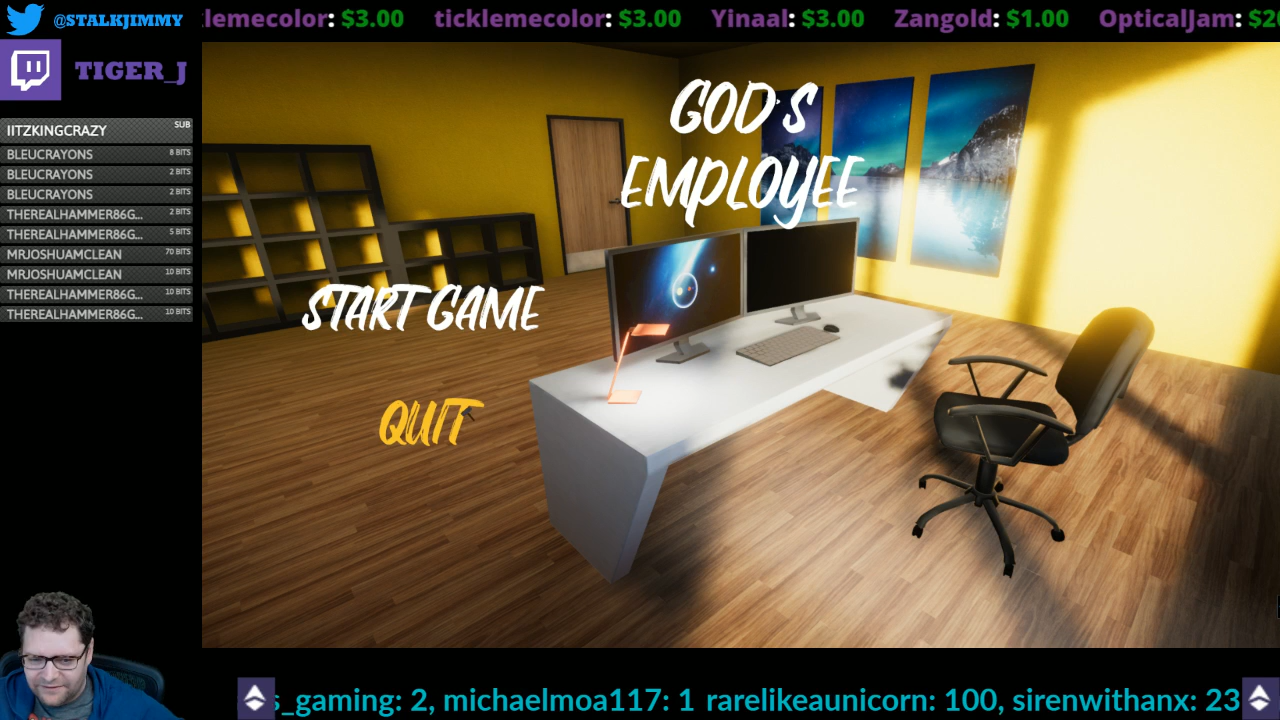 @STALKJIMMY
lemecolor: $3.00 ticklemecolor: $3.00 Yinaal: $3.00 Zangold: $1.00 OpticalJam: $20
TIGER_J
IITZKINGCRAZY SUB
BLEUCRAYONS 8 BITS
BLEUCRAYONS 2 BITS
BLEUCRAYONS 2 BITS
THEREALHAMMER86G... 2 BITS
THEREALHAMMER86G... 5 BITS
MRJOSHUAMCLEAN 70 BITS
MRJOSHUAMCLEAN 10 BITS
THEREALHAMMER86G... 10 BITS
THEREALHAMMER86G... 10 BITS
GOD'S
EMPLOYEE
START GAME
QUIT
s_gaming: 2, michaelmoa117: 1 rarelikeaunicorn: 100, sirenwithanx: 23